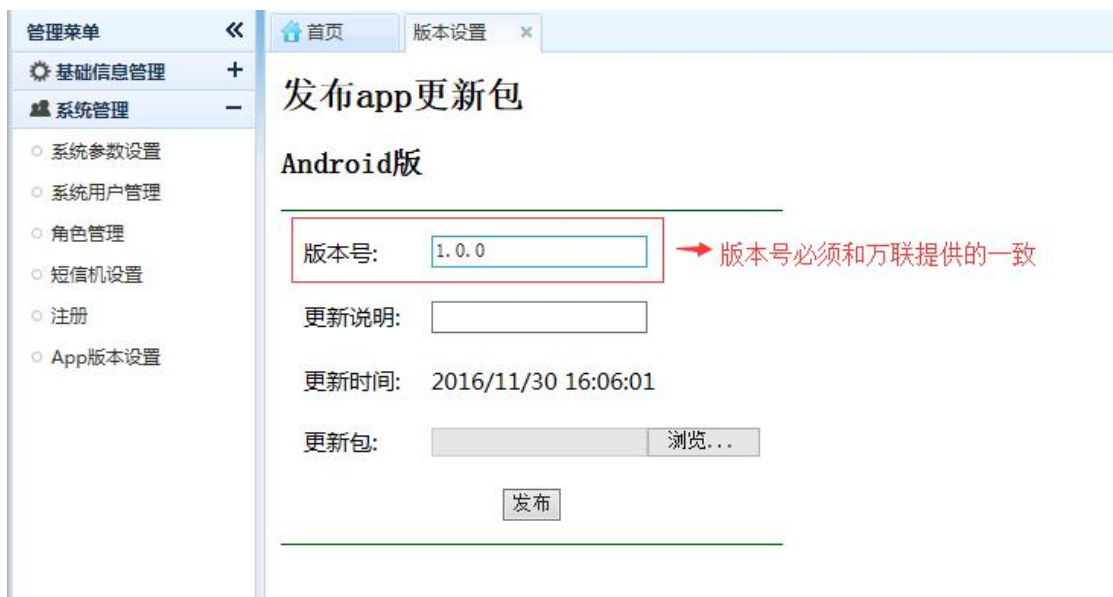 管理菜单
首页
版本设置
基础信息管理
系统管理
系统参数设置
系统用户管理
角色管理
短信机设置
注册
App版本设置
发布app更新包
Android版
版本号: 1.0.0
版本号必须和万联提供的一致
更新说明:
更新时间: 2016/11/30 16:06:01
更新包: 浏览...
发布